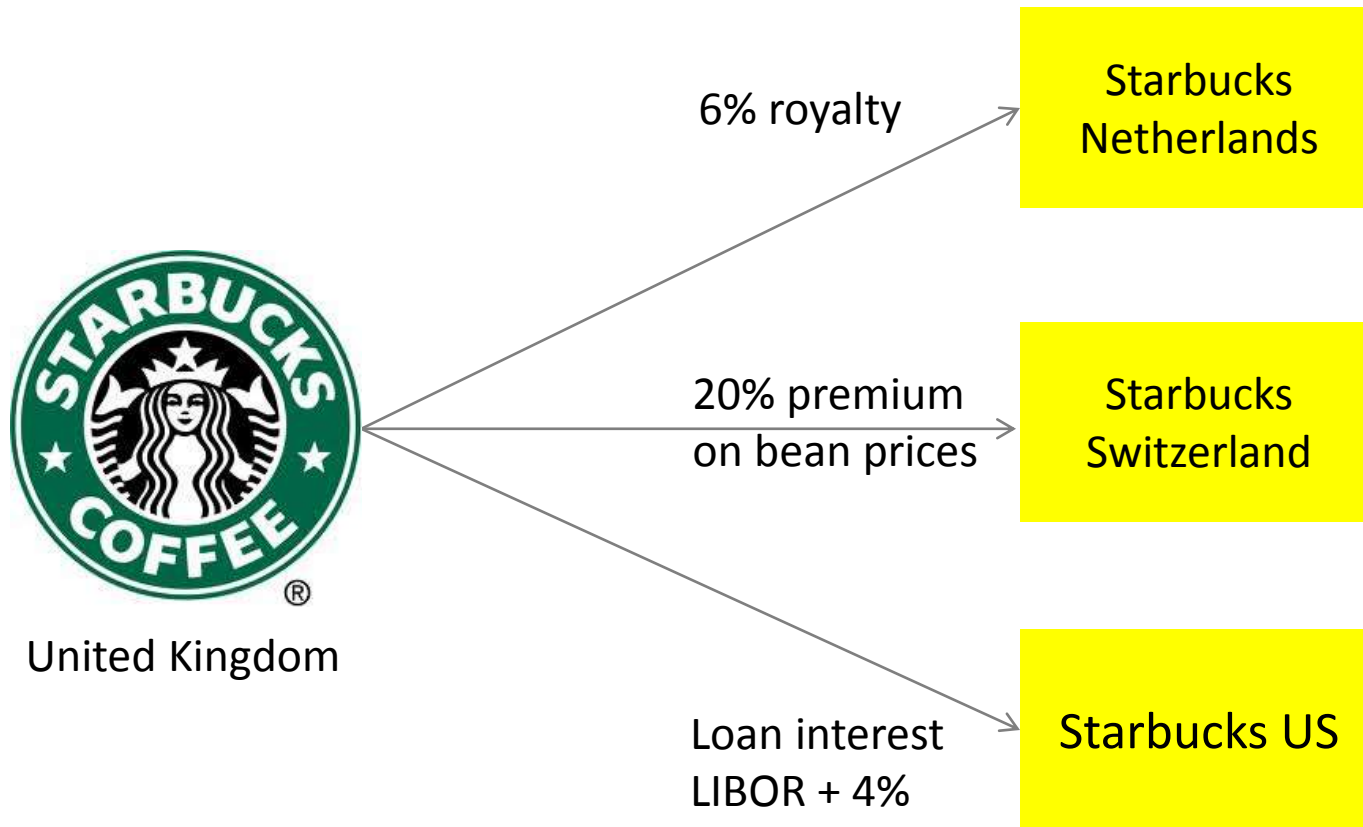 6% royalty
Starbucks
Netherlands
STARBUCKS
COFFEE
®
United Kingdom
20% premium
on bean prices
Starbucks
Switzerland
Loan interest
LIBOR + 4%
Starbucks US